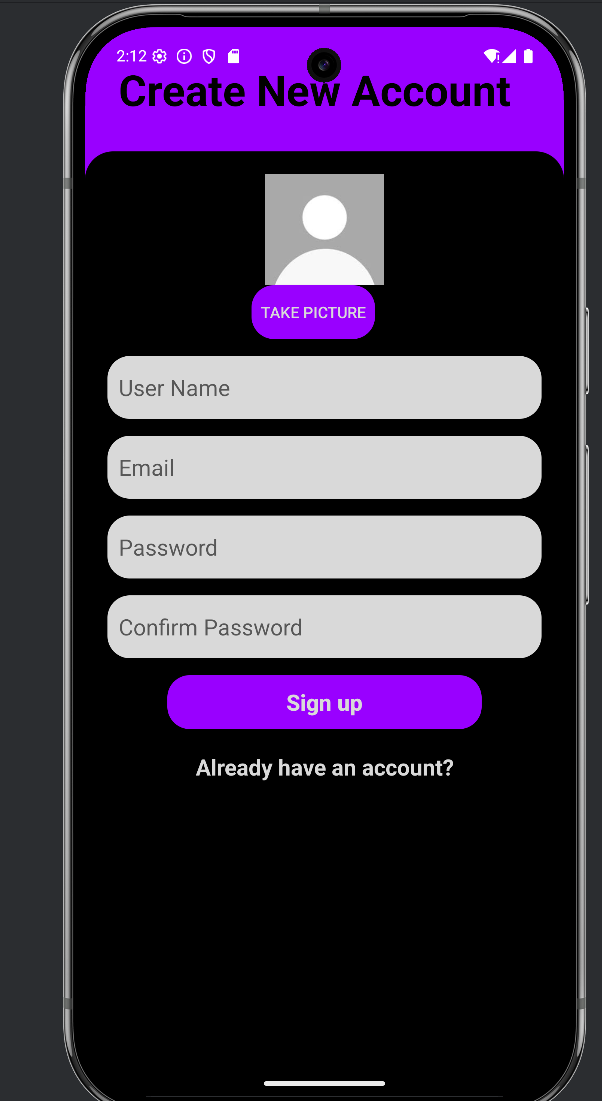 2:12
Create New Account
TAKE PICTURE
User Name
Email
Password
Confirm Password
Sign up
Already have an account?